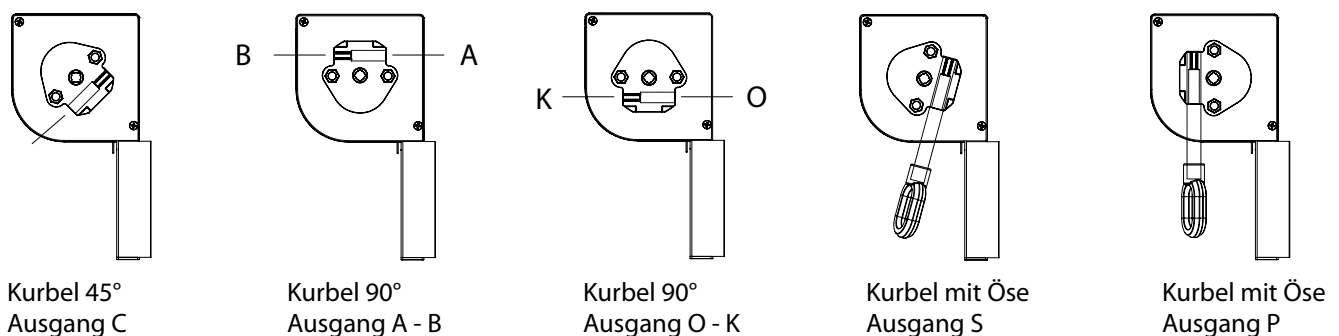 B A
K O
Kurbel 45°
Ausgang C
Kurbel 90°
Ausgang A - B
Kurbel 90°
Ausgang O - K
Kurbel mit Öse
Ausgang S
Kurbel mit Öse
Ausgang P